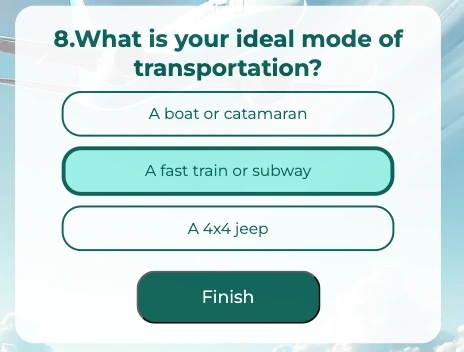 8.What is your ideal mode of
transportation?
A boat or catamaran
A fast train or subway
A 4x4 jeep
Finish